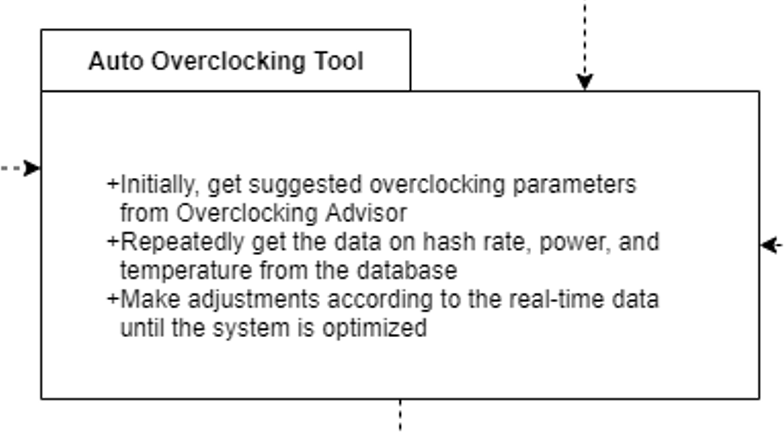 Auto Overclocking Tool
+Initially, get suggested overclocking parameters
from Overclocking Advisor
+Repeatedly get the data on hash rate, power, and
temperature from the database
+Make adjustments according to the real-time data
until the system is optimized